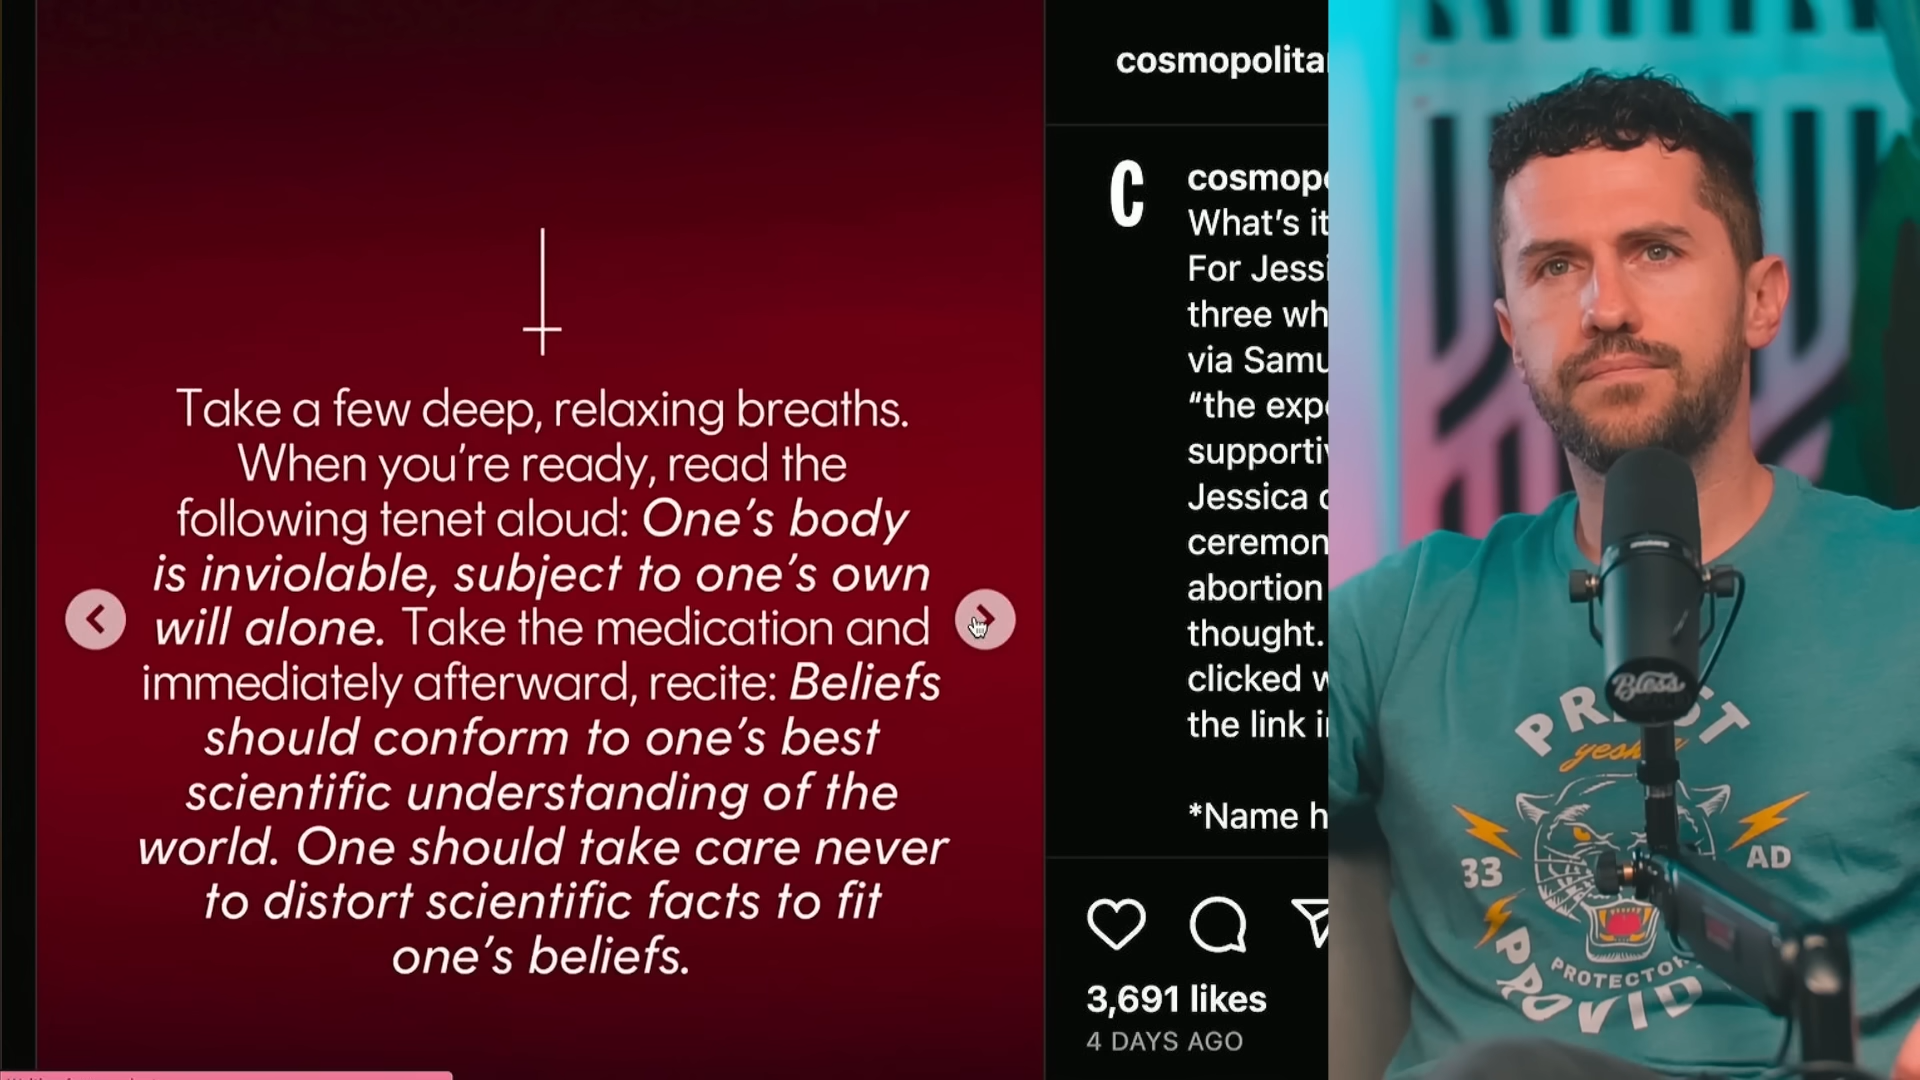 Take a few deep, relaxing breaths.
When you're ready, read the
following tenet aloud: One's body
is inviolable, subject to one's own
will alone. Take the medication and
immediately afterward, recite: Beliefs
should conform to one's best
scientific understanding of the
world. One should take care never
to distort scientific facts to fit
one's beliefs.
cosmopolita
C
cosmop
What's it
For Jessi
three wh
via Samu
"the exp
supporti
Jessica
ceremon
abortion
thought.
clicked w
the link i
*Name h
3,691 likes
4 DAYS AGO
Bless
yeshua
33
AD
PROTECTOR
PROVID